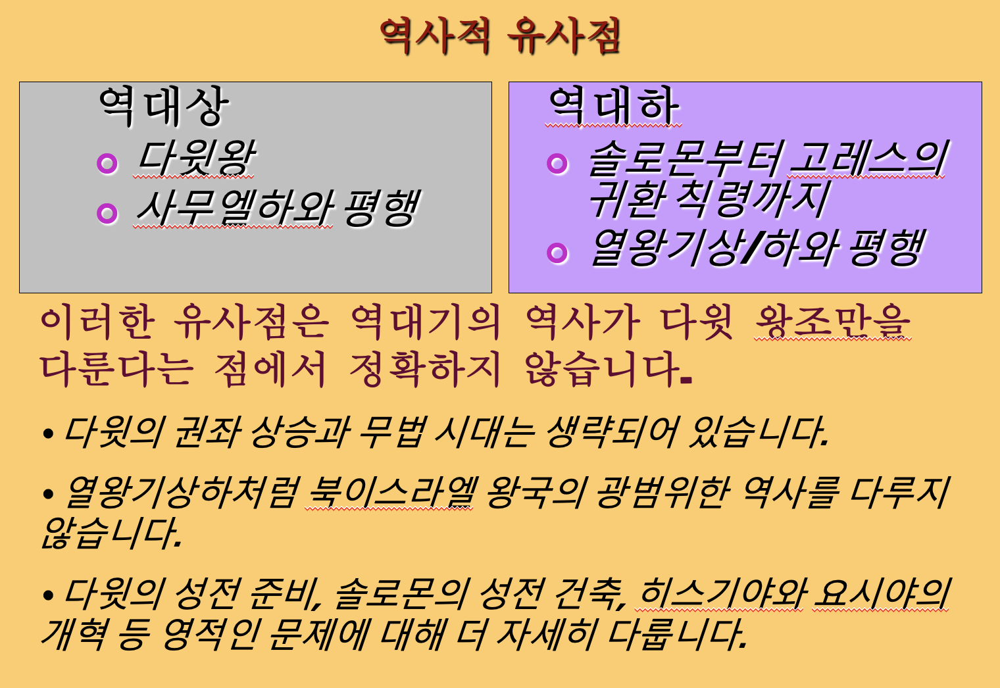 역사적 유사점
역대상
다윗왕
사무엘하와 평행
역대하
솔로몬부터 고레스의
귀환 칙령까지
열왕기상/하와 평행
이러한 유사점은 역대기의 역사가 다윗 왕조만을
다룬다는 점에서 정확하지 않습니다.
• 다윗의 권좌 상승과 무법 시대는 생략되어 있습니다.
• 열왕기상하처럼 북이스라엘 왕국의 광범위한 역사를 다루지
않습니다.
• 다윗의 성전 준비, 솔로몬의 성전 건축, 히스기야와 요시야의
개혁 등 영적인 문제에 대해 더 자세히 다룹니다.